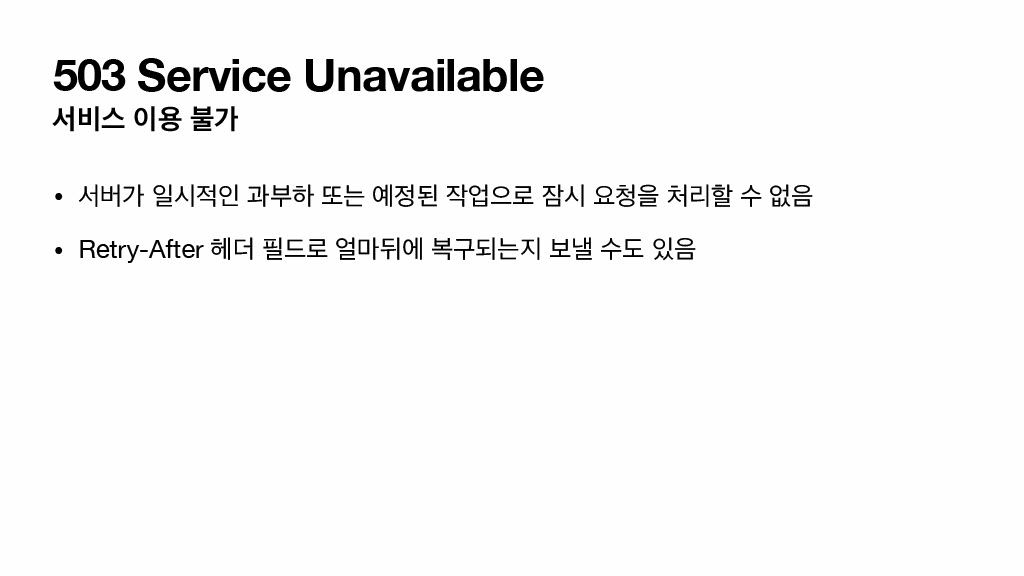 503 Service Unavailable
서비스 이용 불가
• 서버가 일시적인 과부하 또는 예정된 작업으로 잠시 요청을 처리할 수 없음
• Retry-After 헤더 필드로 얼마뒤에 복구되는지 보낼 수도 있음